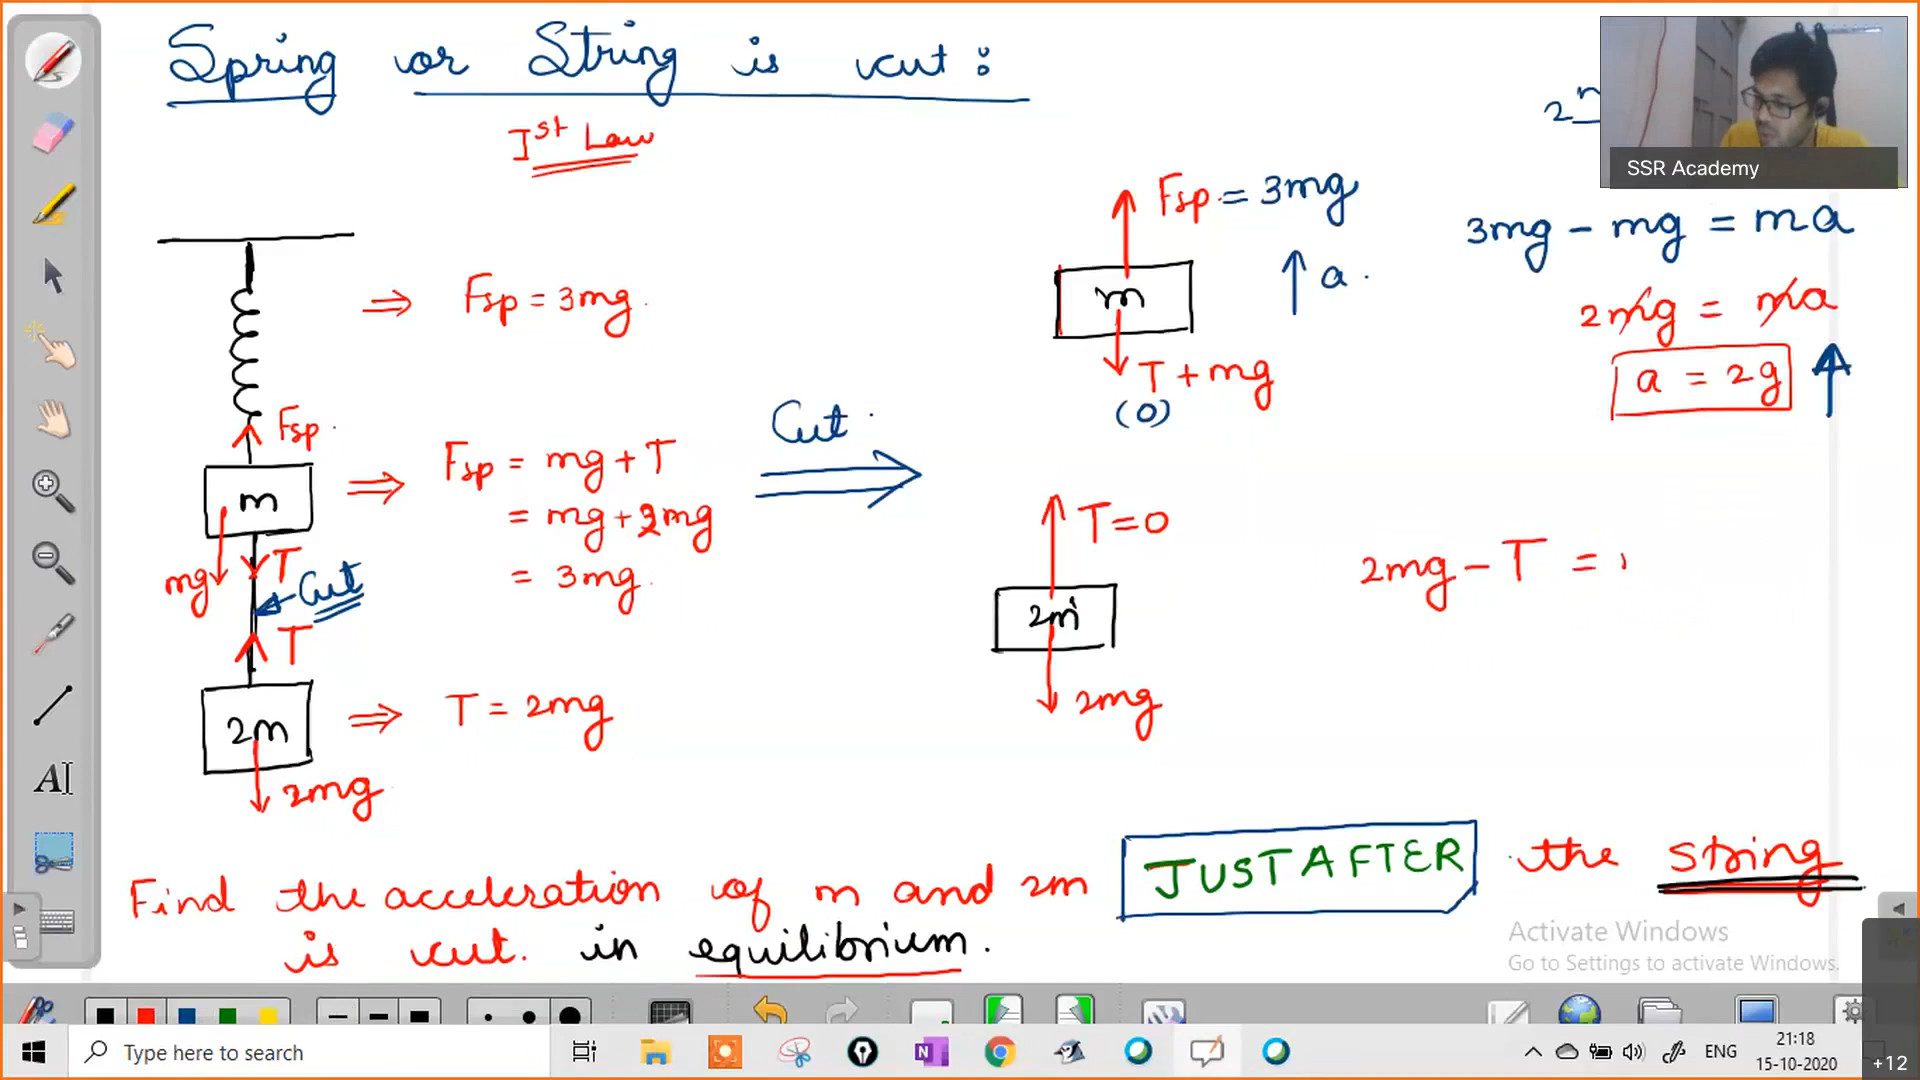 Spring or String is cut :
Ist Law
2n
SSR Academy
Fsp = 3mg
3mg - mg = ma
a
m
2mg = ma
Fsp = 3mg
T + mg
(0)
a = 2g
Fsp
Cut
Fsp = mg + T
m
= mg + 2mg
T = 0
mg
T
Cut
= 3mg
2mg - T =
T
2m
2m
T = 2mg
2mg
2mg
Find the acceleration of m and 2m JUST AFTER the string
is cut. in equilibrium.
Activate Windows
Go to Settings to activate Windows.
Type here to search
ENG
21:18
15-10-2020
+12